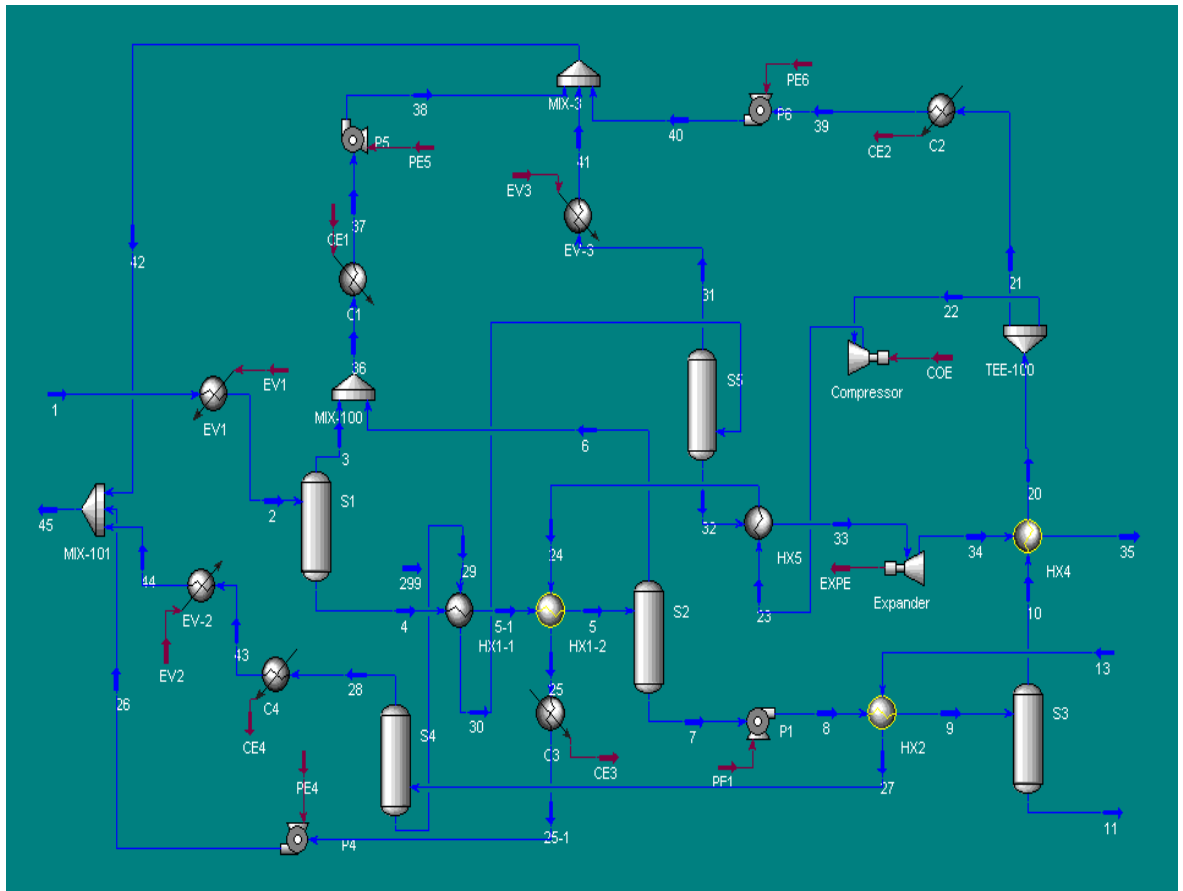 MIX-3
PE6
P6
38
40
39
CE2
C2
P5
PE5
41
EV3
37
CE1
42
EV-3
C1
31
21
22
36
Compressor
COE
TEE-100
1
EV1
EV1
MIX-100
S5
3
6
20
2
S1
45
MIX-101
32
HX5
33
34
35
HX4
24
29
299
EXPE
Expander
23
10
44
4
5-1
5
S2
HX1-1
HX1-2
EV-2
43
EV2
13
28
25
26
C4
30
7
P1
8
9
S3
S4
C3
HX2
CE4
CE3
PE1
27
PE4
P4
25-1
11